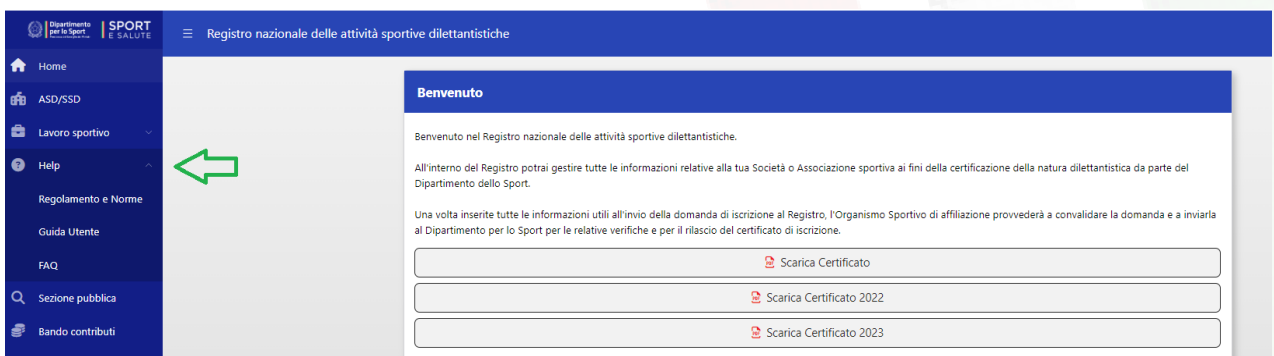 Dipartimento
per lo Sport
SPORT
E SALUTE
Registro nazionale delle attività sportive dilettantistiche
Home
ASD/SSD
Lavoro sportivo
Help
Regolamento e Norme
Guida Utente
FAQ
Sezione pubblica
Bando contributi
Benvenuto
Benvenuto nel Registro nazionale delle attività sportive dilettantistiche.
All'interno del Registro potrai gestire tutte le informazioni relative alla tua Società o Associazione sportiva ai fini della certificazione della natura dilettantistica da parte del
Dipartimento dello Sport.
Una volta inserite tutte le informazioni utili all'invio della domanda di iscrizione al Registro, l'Organismo Sportivo di affiliazione provvederà a convalidare la domanda e a inviarla
al Dipartimento per lo Sport per le relative verifiche e per il rilascio del certificato di iscrizione.
Scarica Certificato
Scarica Certificato 2022
Scarica Certificato 2023